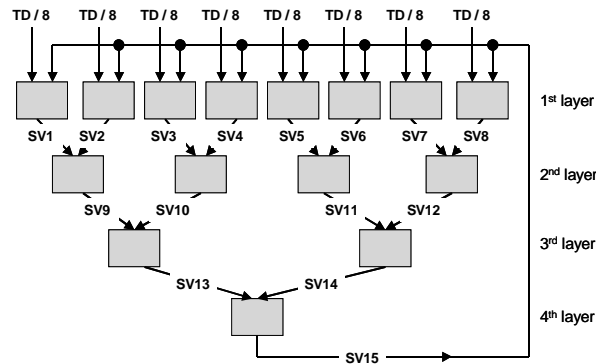 TD / 8 TD / 8 TD / 8 TD / 8 TD / 8 TD / 8 TD / 8 TD / 8
1st layer
SV1 SV2 SV3 SV4 SV5 SV6 SV7 SV8
2nd layer
SV9 SV10 SV11 SV12
3rd layer
SV13 SV14
4th layer
SV15